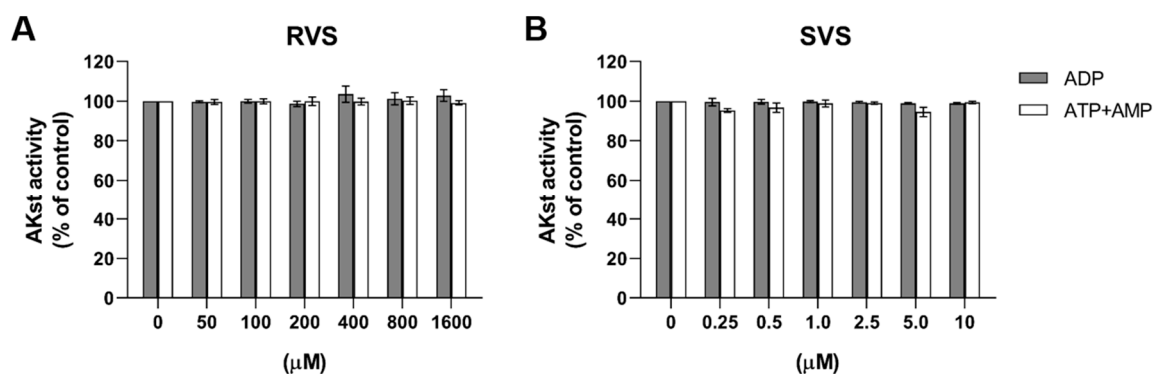 A
RVS
AKst activity
(% of control)
120
100
80
60
40
20
0
0 50 100 200 400 800 1600
(µM)
B
SVS
AKst activity
(% of control)
120
100
80
60
40
20
0
0 0.25 0.5 1.0 2.5 5.0 10
(µM)
ADP
ATP+AMP